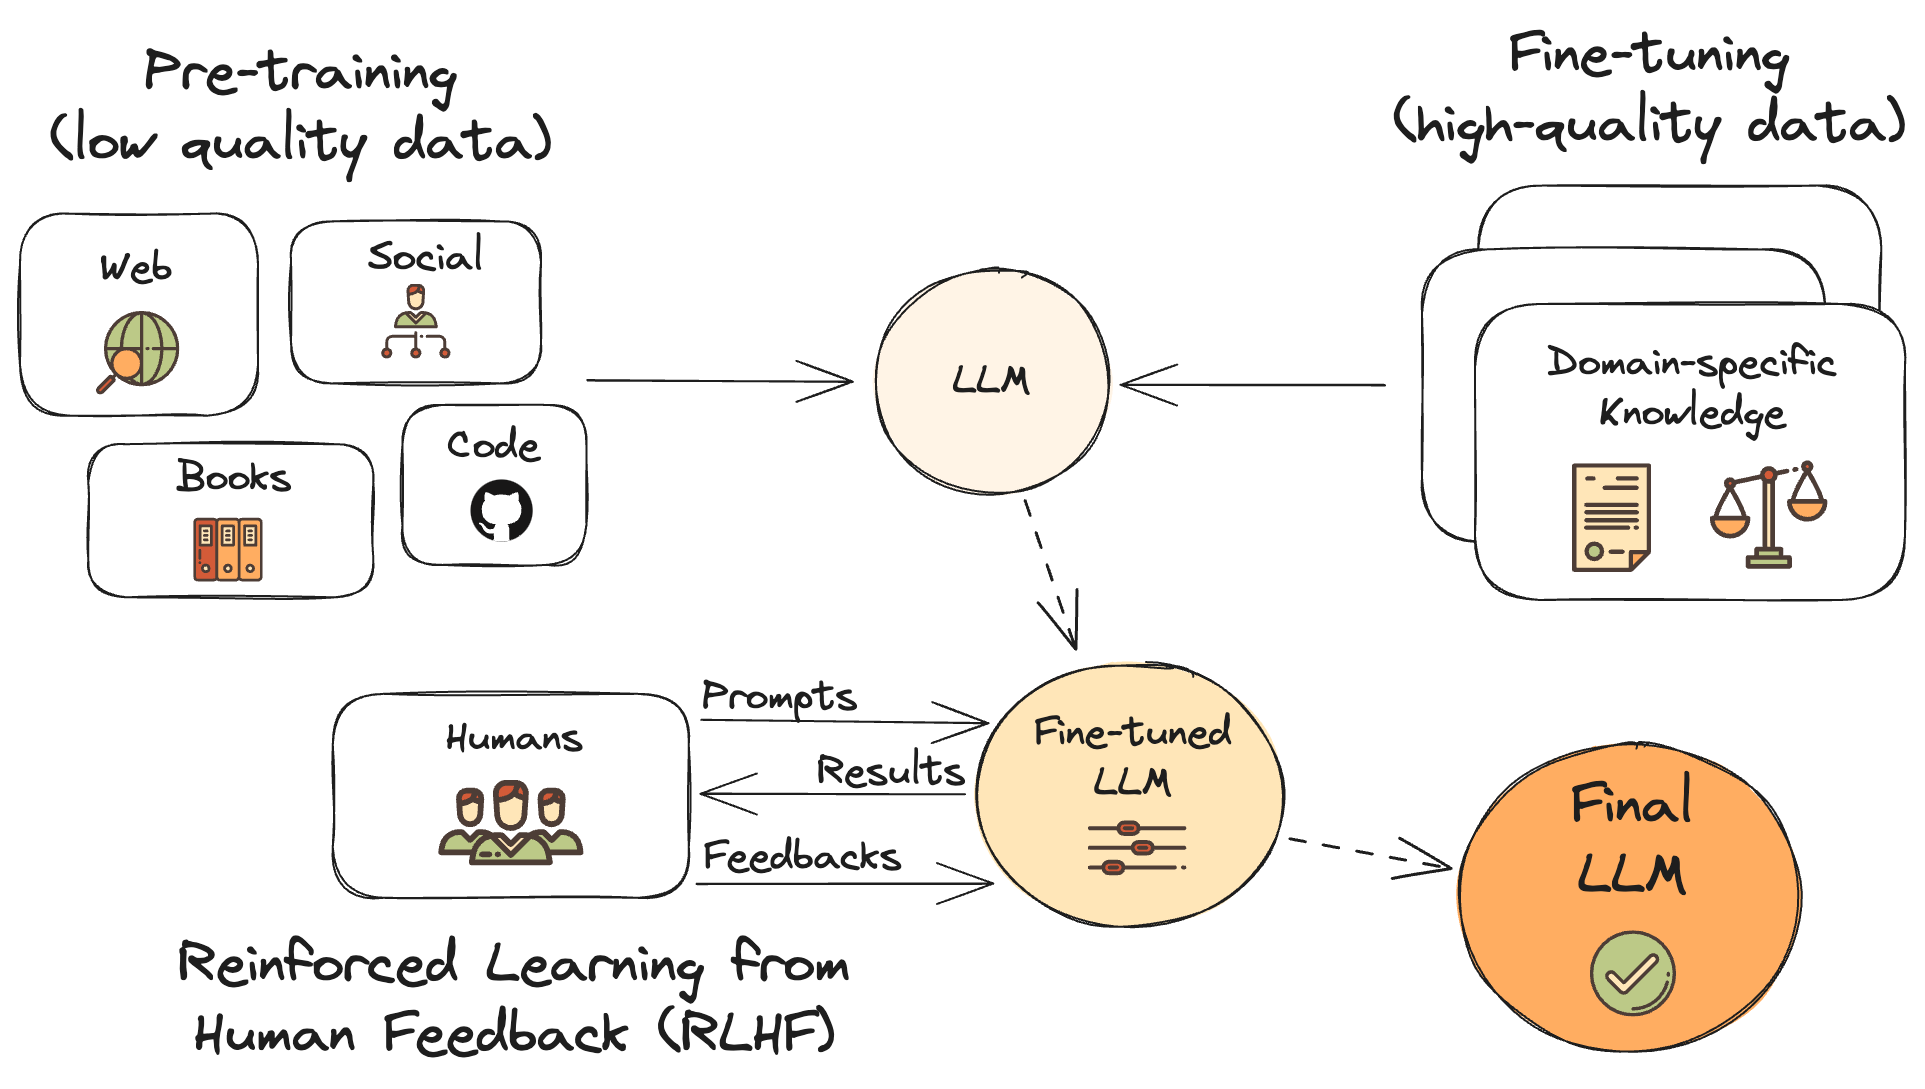 Pre-training
(low quality data)
Fine-tuning
(high-quality data)
Web
Social
Books
Code
LLM
Domain-specific
Knowledge
Humans
Prompts
Results
Feedbacks
Fine-tuned
LLM
Final
LLM
Reinforced Learning from
Human Feedback (RLHF)